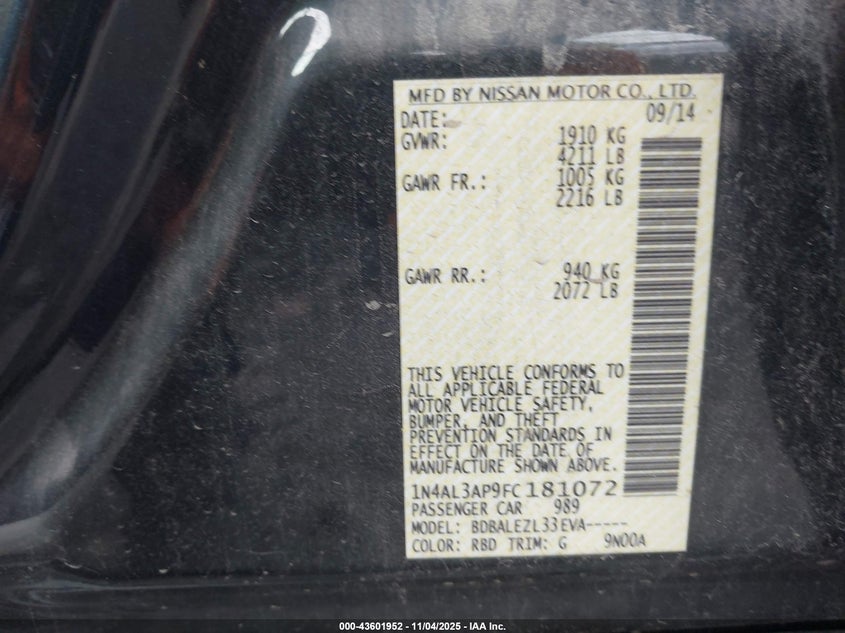 MFD BY NISSAN MOTOR CO., LTD.
DATE: 09/14
GVWR: 1910 KG
4211 LB
GAWR FR.: 1005 KG
2216 LB
GAWR RR.: 940 KG
2072 LB
THIS VEHICLE CONFORMS TO
ALL APPLICABLE FEDERAL
MOTOR VEHICLE SAFETY,
BUMPER, AND THEFT
PREVENTION STANDARDS IN
EFFECT ON THE DATE OF
MANUFACTURE SHOWN ABOVE.
1N4AL3AP9FC181072
PASSENGER CAR 989
MODEL: BDBALEZL33EVA-----
COLOR: RBD TRIM: G 9N00A
000-43601952 - 11/04/2025 - IAA Inc.